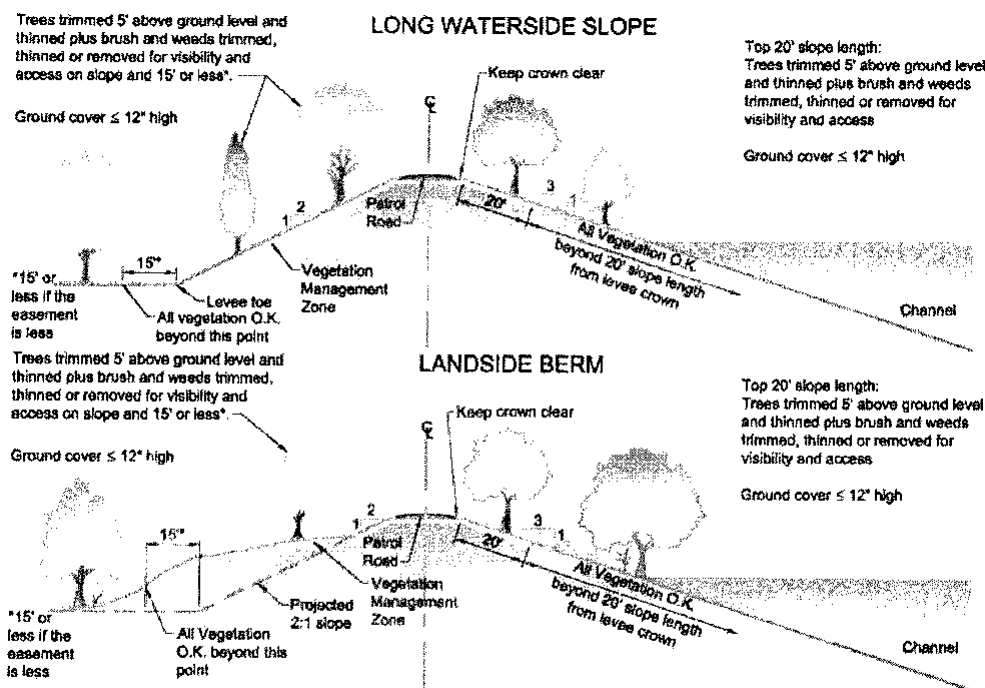 LONG WATERSIDE SLOPE
Trees trimmed 5' above ground level and
thinned plus brush and weeds trimmed,
thinned or removed for visibility and
access on slope and 15' or less*.
Ground cover ≤ 12" high
Keep crown clear
Top 20' slope length:
Trees trimmed 5' above ground level
and thinned plus brush and weeds
trimmed, thinned or removed for
visibility and access
Ground cover ≤ 12" high
℄
2
1
Patrol
Road
20'
3
1
All Vegetation O.K.
beyond 20' slope length
from levee crown
15'*
*15' or
less if the
easement
is less
Levee toe
All vegetation O.K.
beyond this point
Vegetation
Management
Zone
Channel
LANDSIDE BERM
Trees trimmed 5' above ground level and
thinned plus brush and weeds trimmed,
thinned or removed for visibility and
access on slope and 15' or less*.
Ground cover ≤ 12" high
Keep crown clear
Top 20' slope length:
Trees trimmed 5' above ground level
and thinned plus brush and weeds
trimmed, thinned or removed for
visibility and access
Ground cover ≤ 12" high
℄
2
1
Patrol
Road
20'
3
1
All Vegetation O.K.
beyond 20' slope length
from levee crown
15'*
*15' or
less if the
easement
is less
All Vegetation
O.K. beyond this
point
Projected
2:1 slope
Vegetation
Management
Zone
Channel